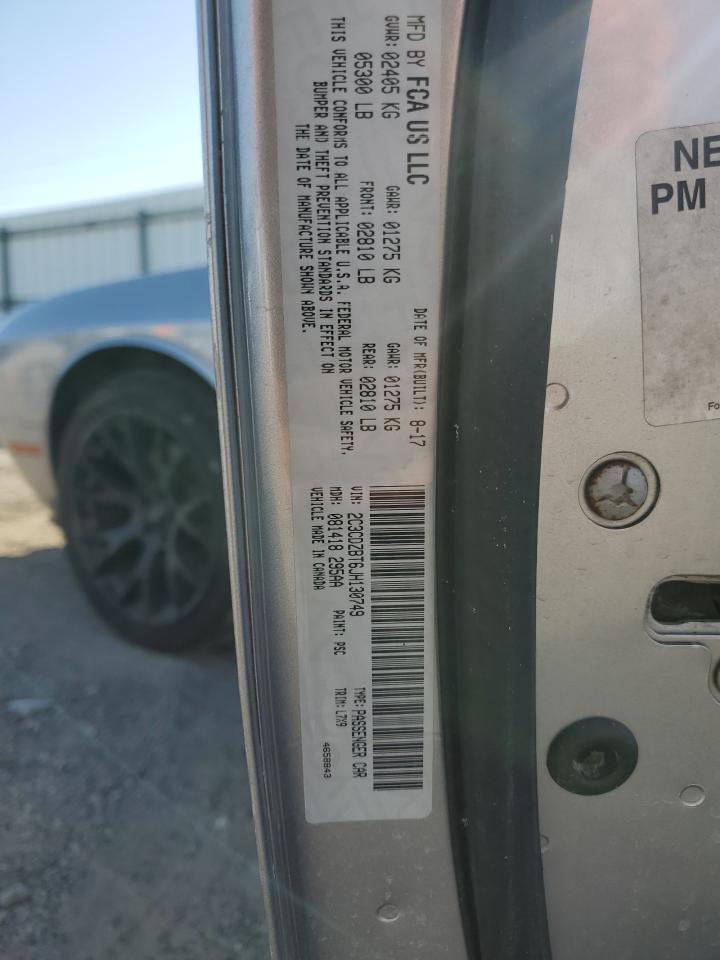 MFD BY FCA US LLC
DATE OF MFR(BUILT): 8-17
GVWR: 02405 KG
GAWR: 01275 KG
GAWR: 01275 KG
05300 LB
FRONT: 02810 LB
REAR: 02810 LB
THIS VEHICLE CONFORMS TO ALL APPLICABLE U.S.A. FEDERAL MOTOR VEHICLE SAFETY,
BUMPER AND THEFT PREVENTION STANDARDS IN EFFECT ON
THE DATE OF MANUFACTURE SHOWN ABOVE.
VIN: 2C3CDZBT6JH130749
TYPE: PASSENGER CAR
MDH: 081418 295AA
PAINT: PSC
TRIM: L7X9
VEHICLE MADE IN CANADA
4658843
NE
PM
Fo